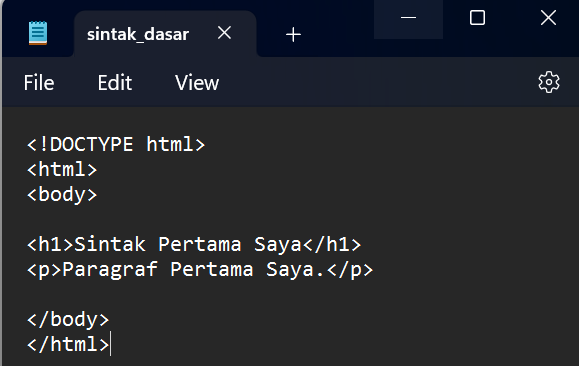 sintak_dasar
File Edit View
<!DOCTYPE html>
<html>
<body>
<h1>Sintak Pertama Saya</h1>
<p>Paragraf Pertama Saya.</p>
</body>
</html>